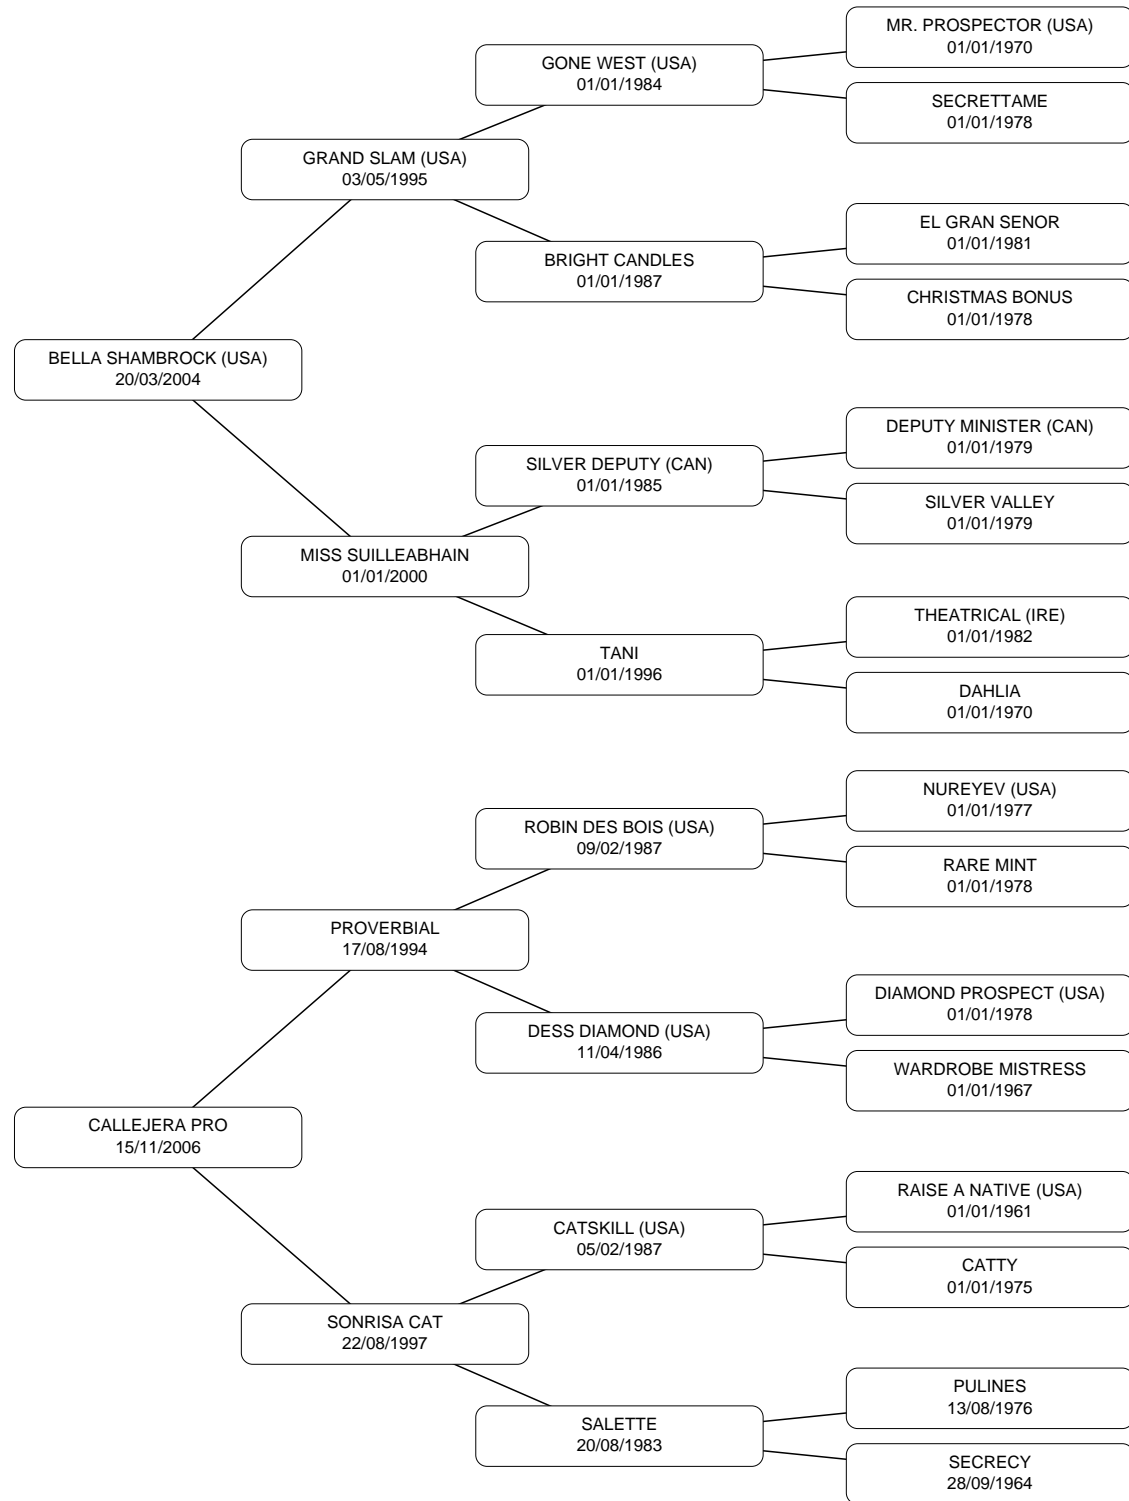 MR. PROSPECTOR (USA)
01/01/1970
GONE WEST (USA)
01/01/1984
SECRETTAME
01/01/1978
GRAND SLAM (USA)
03/05/1995
EL GRAN SENOR
01/01/1981
BRIGHT CANDLES
01/01/1987
CHRISTMAS BONUS
01/01/1978
BELLA SHAMBROCK (USA)
20/03/2004
DEPUTY MINISTER (CAN)
01/01/1979
SILVER DEPUTY (CAN)
01/01/1985
SILVER VALLEY
01/01/1979
MISS SUILLEABHAIN
01/01/2000
THEATRICAL (IRE)
01/01/1982
TANI
01/01/1996
DAHLIA
01/01/1970
NUREYEV (USA)
01/01/1977
ROBIN DES BOIS (USA)
09/02/1987
RARE MINT
01/01/1978
PROVERBIAL
17/08/1994
DIAMOND PROSPECT (USA)
01/01/1978
DESS DIAMOND (USA)
11/04/1986
WARDROBE MISTRESS
01/01/1967
CALLEJERA PRO
15/11/2006
RAISE A NATIVE (USA)
01/01/1961
CATSKILL (USA)
05/02/1987
CATTY
01/01/1975
SONRISA CAT
22/08/1997
PULINES
13/08/1976
SALETTE
20/08/1983
SECRECY
28/09/1964